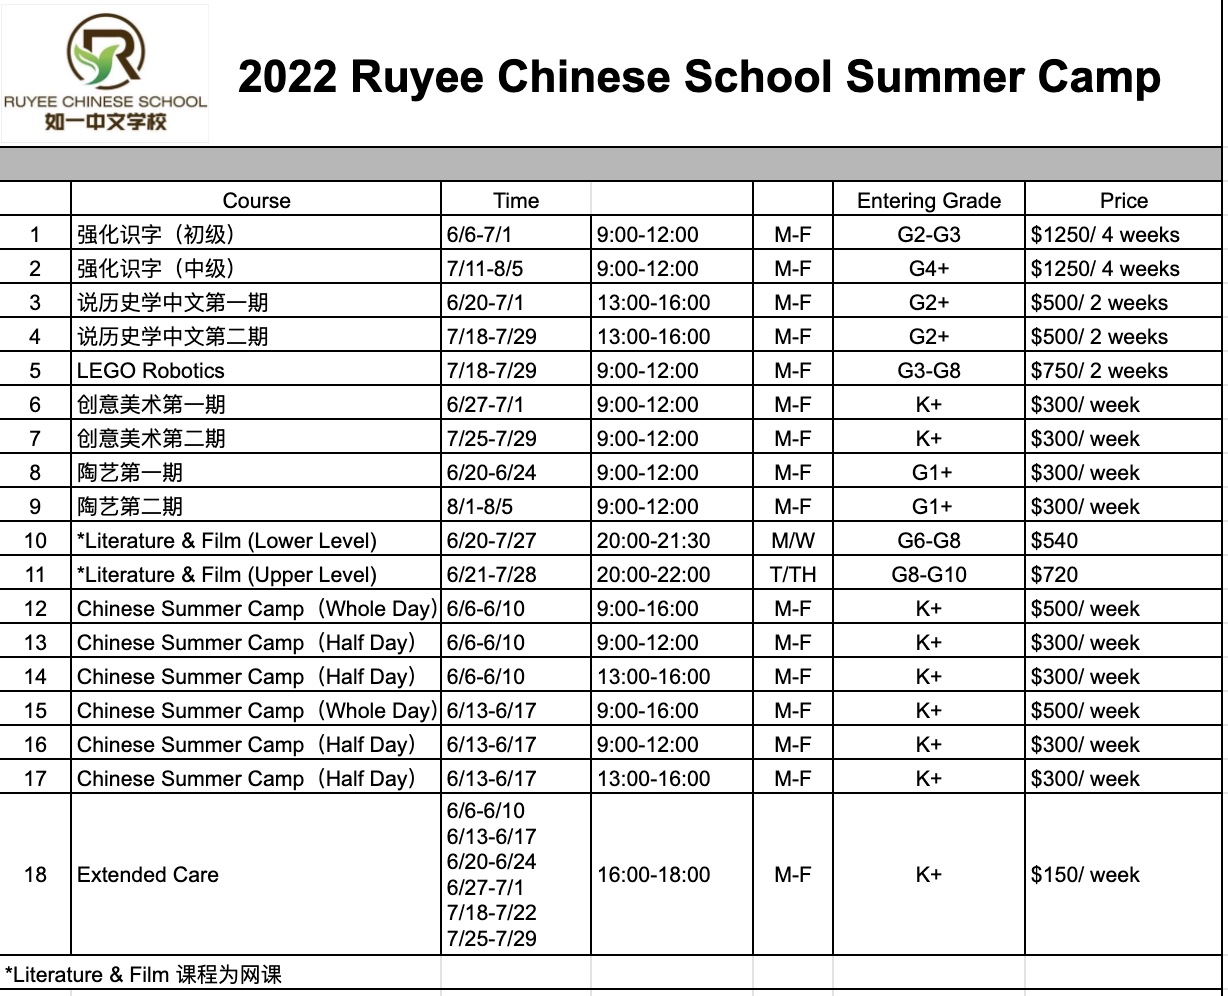 RUYEE CHINESE SCHOOL
如一中文学校
2022 Ruyee Chinese School Summer Camp
Course Time Entering Grade Price
1 强化识字（初级） 6/6-7/1 9:00-12:00 M-F G2-G3 $1250/ 4 weeks
2 强化识字（中级） 7/11-8/5 9:00-12:00 M-F G4+ $1250/ 4 weeks
3 说历史学中文第一期 6/20-7/1 13:00-16:00 M-F G2+ $500/ 2 weeks
4 说历史学中文第二期 7/18-7/29 13:00-16:00 M-F G2+ $500/ 2 weeks
5 LEGO Robotics 7/18-7/29 9:00-12:00 M-F G3-G8 $750/ 2 weeks
6 创意美术第一期 6/27-7/1 9:00-12:00 M-F K+ $300/ week
7 创意美术第二期 7/25-7/29 9:00-12:00 M-F K+ $300/ week
8 陶艺第一期 6/20-6/24 9:00-12:00 M-F G1+ $300/ week
9 陶艺第二期 8/1-8/5 9:00-12:00 M-F G1+ $300/ week
10 *Literature & Film (Lower Level) 6/20-7/27 20:00-21:30 M/W G6-G8 $540
11 *Literature & Film (Upper Level) 6/21-7/28 20:00-22:00 T/TH G8-G10 $720
12 Chinese Summer Camp（Whole Day） 6/6-6/10 9:00-16:00 M-F K+ $500/ week
13 Chinese Summer Camp（Half Day） 6/6-6/10 9:00-12:00 M-F K+ $300/ week
14 Chinese Summer Camp（Half Day） 6/6-6/10 13:00-16:00 M-F K+ $300/ week
15 Chinese Summer Camp（Whole Day） 6/13-6/17 9:00-16:00 M-F K+ $500/ week
16 Chinese Summer Camp（Half Day） 6/13-6/17 9:00-12:00 M-F K+ $300/ week
17 Chinese Summer Camp（Half Day） 6/13-6/17 13:00-16:00 M-F K+ $300/ week
18 Extended Care
6/6-6/10
6/13-6/17
6/20-6/24
6/27-7/1
7/18-7/22
7/25-7/29
16:00-18:00 M-F K+ $150/ week
*Literature & Film 课程为网课